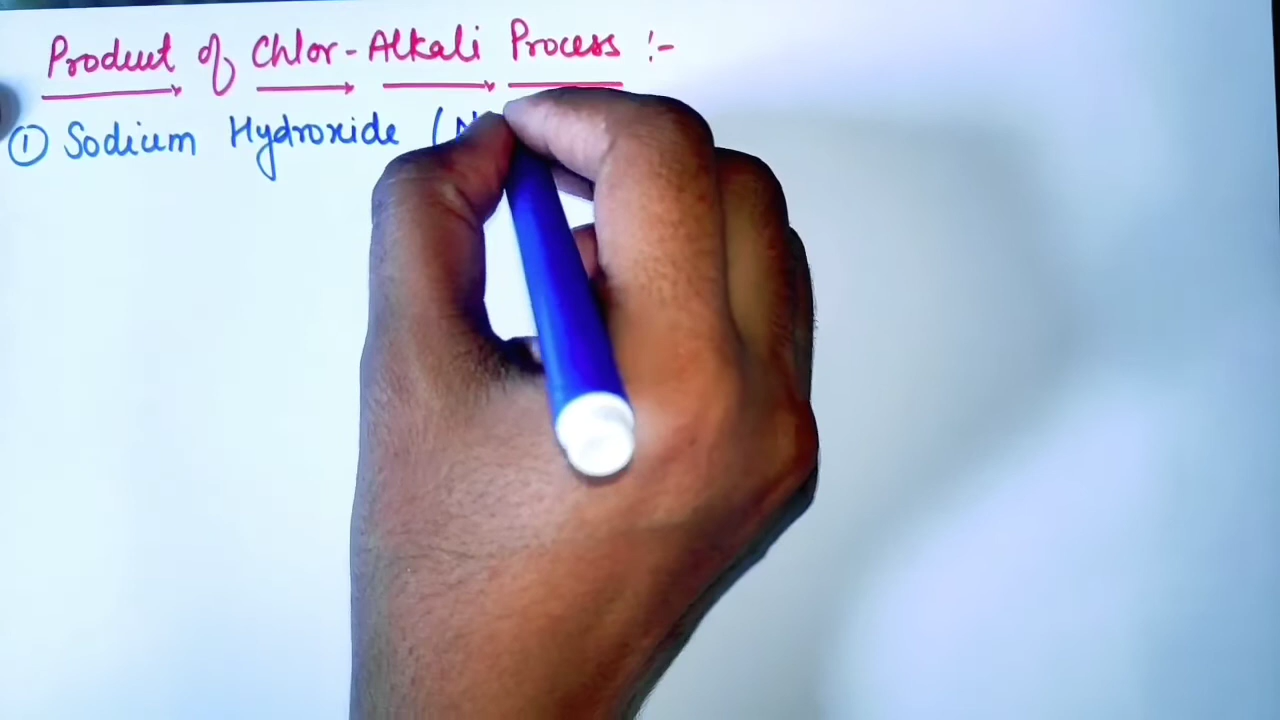 Product of Chlor-Alkali Process :-
① Sodium Hydroxide (N